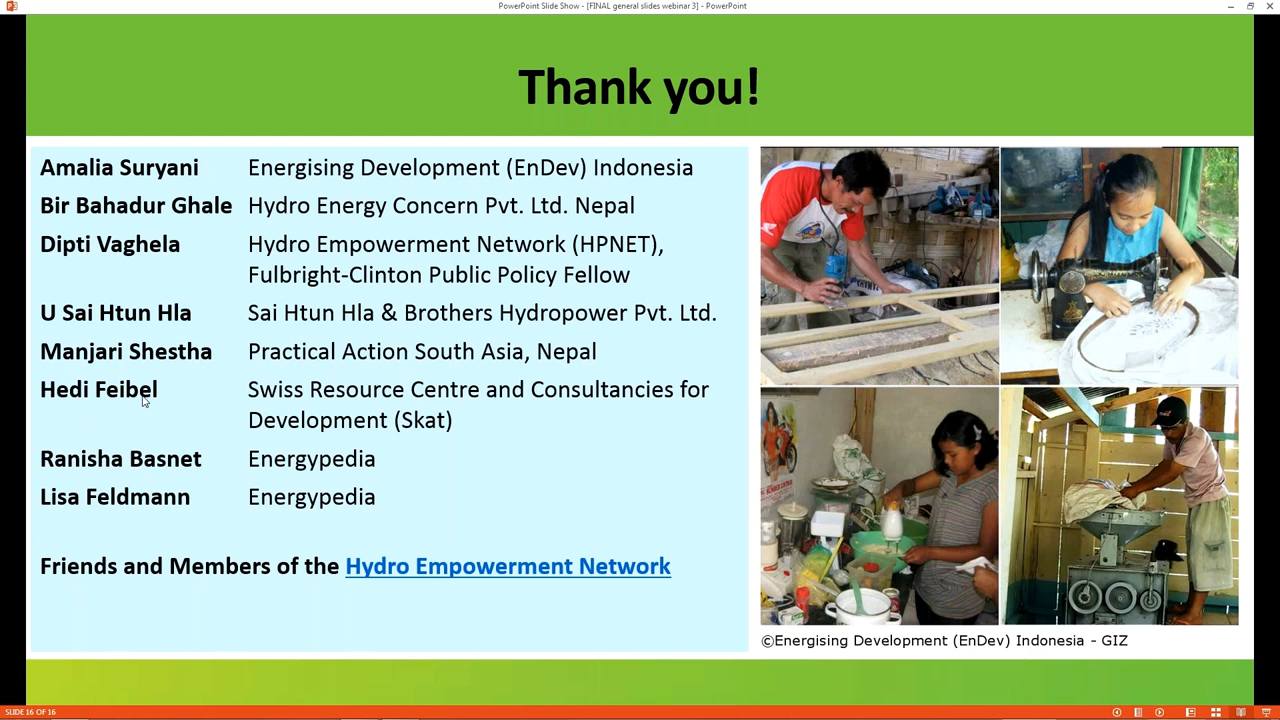 PowerPoint Slide Show - [FINAL general slides webinar 3] - PowerPoint
Thank you!
Amalia Suryani Energising Development (EnDev) Indonesia
Bir Bahadur Ghale Hydro Energy Concern Pvt. Ltd. Nepal
Dipti Vaghela Hydro Empowerment Network (HPNET),
Fulbright-Clinton Public Policy Fellow
U Sai Htun Hla Sai Htun Hla & Brothers Hydropower Pvt. Ltd.
Manjari Shestha Practical Action South Asia, Nepal
Hedi Feibel Swiss Resource Centre and Consultancies for
Development (Skat)
Ranisha Basnet Energypedia
Lisa Feldmann Energypedia
Friends and Members of the Hydro Empowerment Network
©Energising Development (EnDev) Indonesia - GIZ
SLIDE 16 OF 16